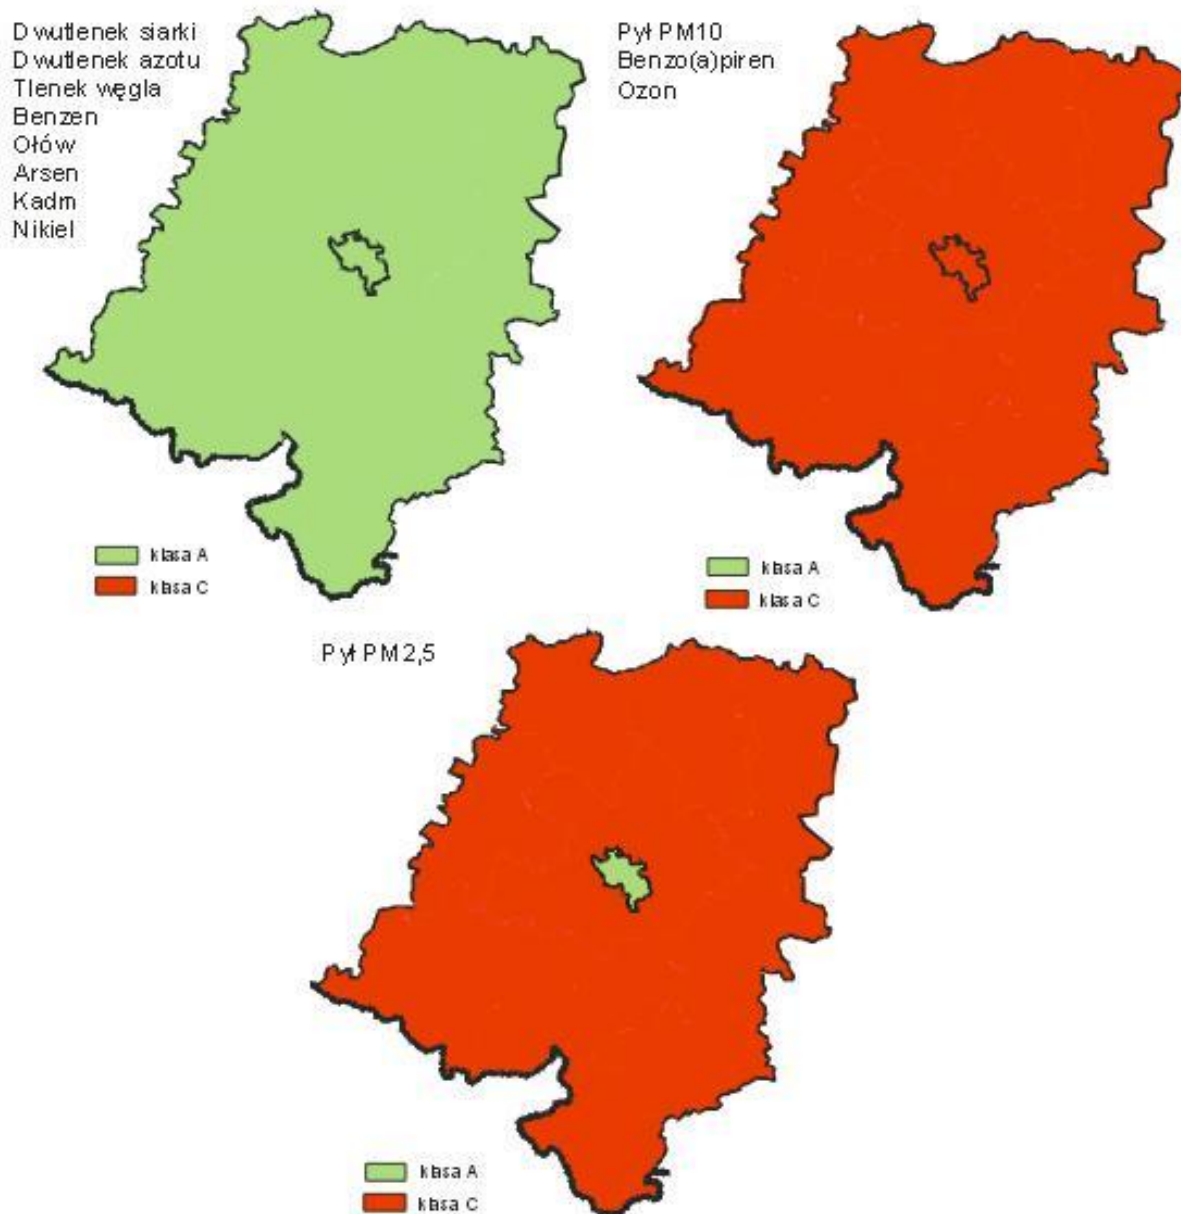 Dwutlenek siarki
Dwutlenek azotu
Tlenek węgla
Benzen
Ołów
Arsen
Kadm
Nikiel
klasa A
klasa C
Pył PM10
Benzo(a)piren
Ozon
klasa A
klasa C
Pył PM2,5
klasa A
klasa C